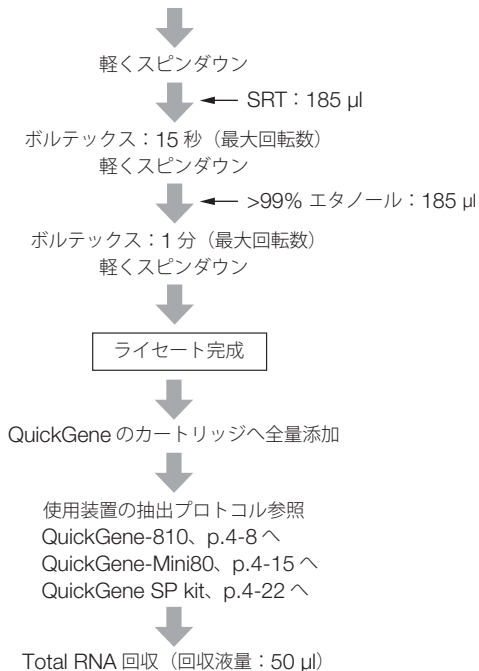 軽くスピンダウン
SRT：185 µl
ボルテックス：15 秒（最大回転数）
軽くスピンダウン
>99% エタノール：185 µl
ボルテックス：1 分（最大回転数）
軽くスピンダウン
ライセート完成
QuickGene のカートリッジへ全量添加
使用装置の抽出プロトコル参照
QuickGene-810、p.4-8 へ
QuickGene-Mini80、p.4-15 へ
QuickGene SP kit、p.4-22 へ
Total RNA 回収（回収液量：50 µl）